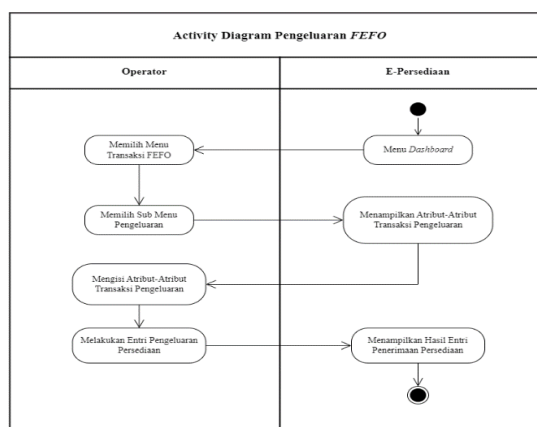 Activity Diagram Pengeluaran FEFO
Operator
E-Persediaan
Menu Dashboard
Memilih Menu
Transaksi FEFO
Memilih Sub Menu
Pengeluaran
Menampilkan Atribut-Atribut
Transaksi Pengeluaran
Mengisi Atribut-Atribut
Transaksi Pengeluaran
Melakukan Entri Pengeluaran
Persediaan
Menampilkan Hasil Entri
Penerimaan Persediaan